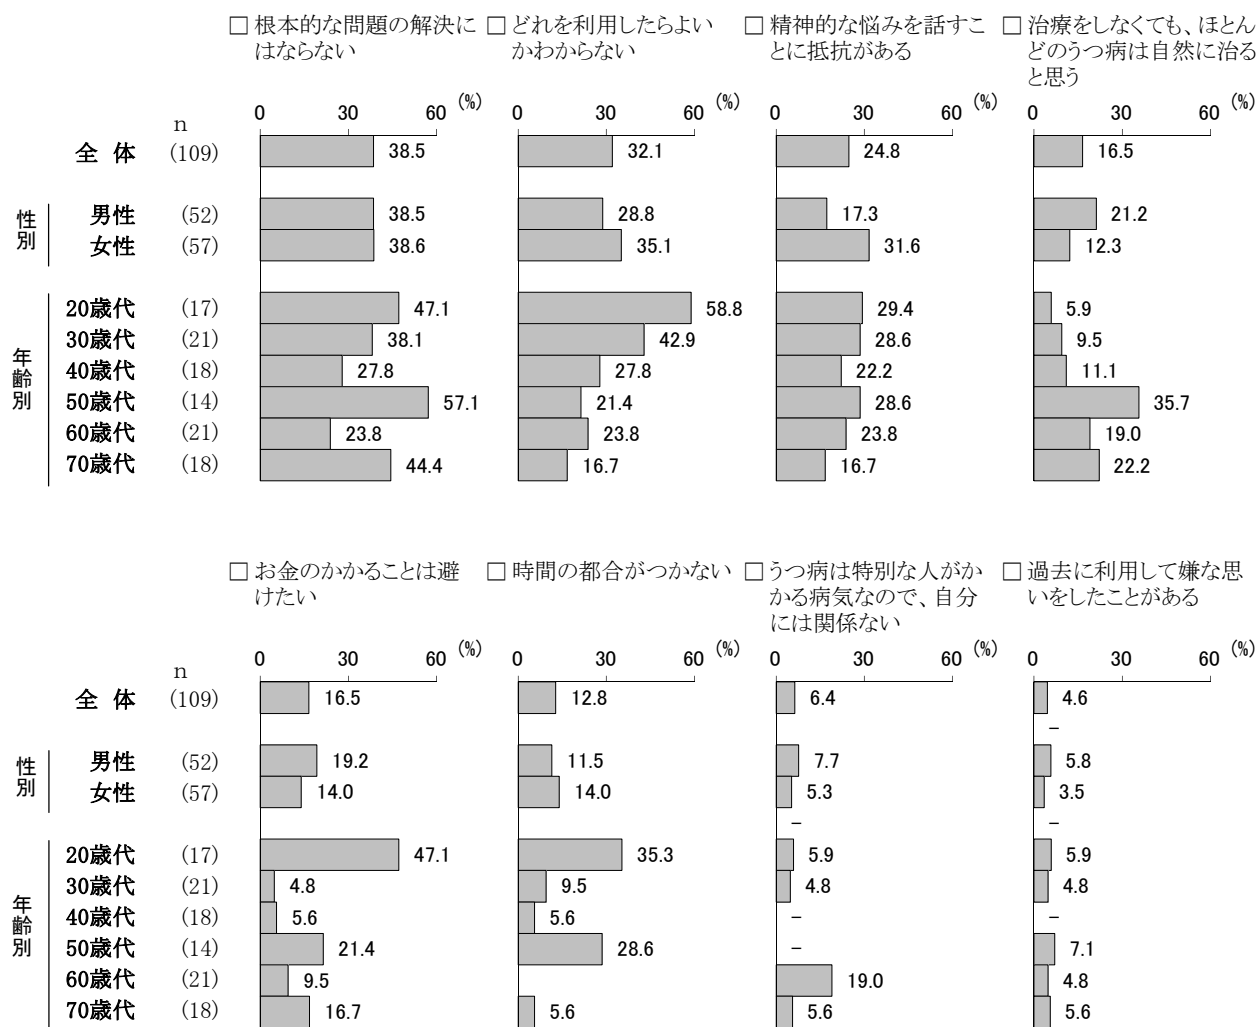 □ 根本的な問題の解決に
はならない
□ どれを利用したらよい
かわからない
□ 精神的な悩みを話すこ
とに抵抗がある
□ 治療をしなくても、ほとん
どのうつ病は自然に治る
と思う
0 30 60 (%) 0 30 60 (%) 0 30 60 (%) 0 30 60 (%)
n
全 体 (109) 38.5 32.1 24.8 16.5
性別
男性 (52) 38.5 28.8 17.3 21.2
女性 (57) 38.6 35.1 31.6 12.3
年齢別
20歳代 (17) 47.1 58.8 29.4 5.9
30歳代 (21) 38.1 42.9 28.6 9.5
40歳代 (18) 27.8 27.8 22.2 11.1
50歳代 (14) 57.1 21.4 28.6 35.7
60歳代 (21) 23.8 23.8 23.8 19.0
70歳代 (18) 44.4 16.7 16.7 22.2
□ お金のかかることは避
けたい
□ 時間の都合がつかない
□ うつ病は特別な人がか
かる病気なので、自分
には関係ない
□ 過去に利用して嫌な思
いをしたことがある
0 30 60 (%) 0 30 60 (%) 0 30 60 (%) 0 30 60 (%)
n
全 体 (109) 16.5 12.8 6.4 4.6
–
性別
男性 (52) 19.2 11.5 7.7 5.8
女性 (57) 14.0 14.0 5.3 3.5
– –
年齢別
20歳代 (17) 47.1 35.3 5.9 5.9
30歳代 (21) 4.8 9.5 4.8 4.8
40歳代 (18) 5.6 5.6 – –
50歳代 (14) 21.4 28.6 – 7.1
60歳代 (21) 9.5 19.0 4.8
70歳代 (18) 16.7 5.6 5.6 5.6